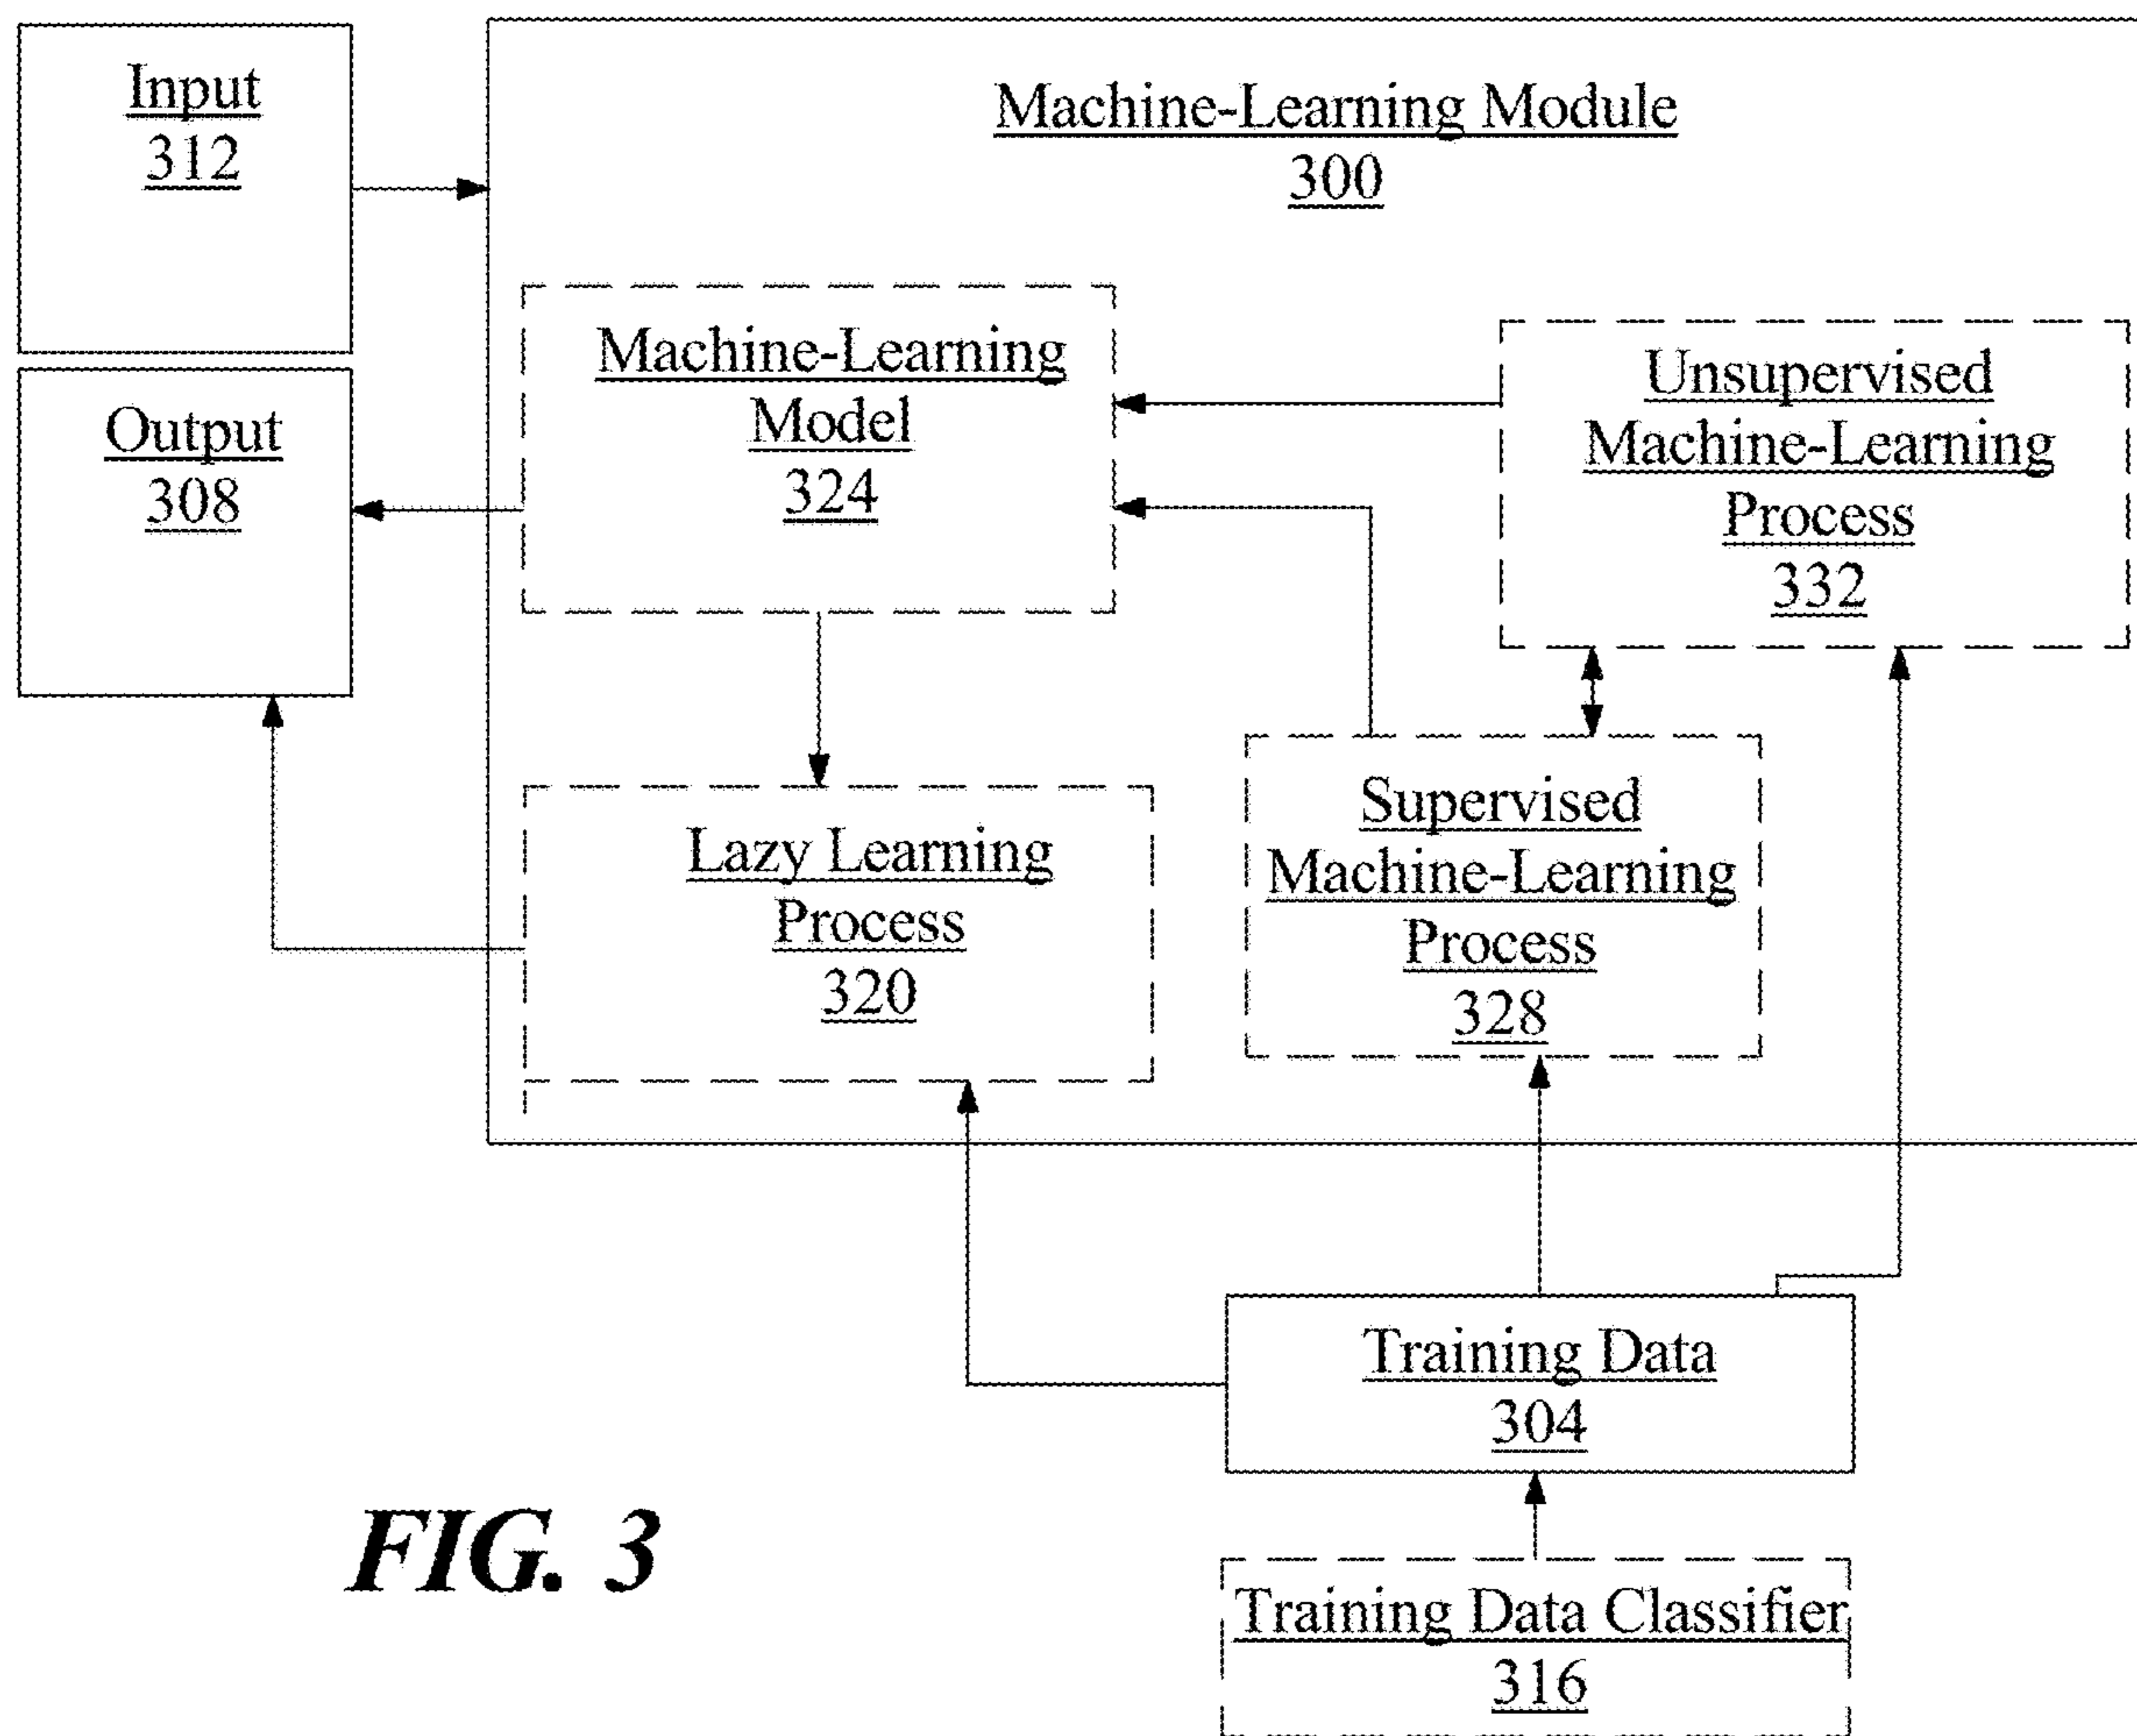 Input
312
Machine-Learning Module
300
Output
308
Machine-Learning
Model
324
Unsupervised
Machine-Learning
Process
332
Lazy Learning
Process
320
Supervised
Machine-Learning
Process
328
Training Data
304
Training Data Classifier
316
FIG. 3